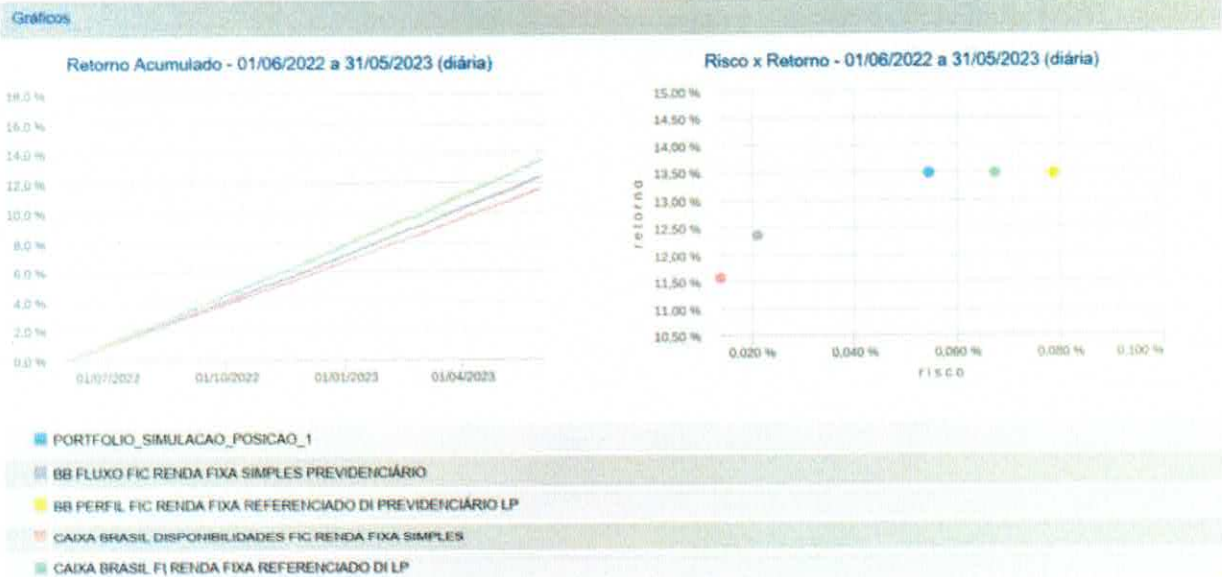 Gráficos
Retorno Acumulado - 01/06/2022 a 31/05/2023 (diária)
18.0 %
16.0 %
14.0 %
12.0 %
10.0 %
8.0 %
6.0 %
4.0 %
2.0 %
0.0 %
01/07/2022 01/10/2022 01/01/2023 01/04/2023
Risco x Retorno - 01/06/2022 a 31/05/2023 (diária)
15.00 %
14.50 %
14.00 %
13.50 %
13.00 %
12.50 %
12.00 %
11.50 %
11.00 %
10.50 %
retorno
0.020 % 0.040 % 0.060 % 0.080 % 0.100 %
risco
PORTFOLIO_SIMULACAO_POSICAO_1
BB FLUXO FIC RENDA FIXA SIMPLES PREVIDENCIÁRIO
BB PERFIL FIC RENDA FIXA REFERENCIADO DI PREVIDENCIÁRIO LP
CAIXA BRASIL DISPONIBILIDADES FIC RENDA FIXA SIMPLES
CAIXA BRASIL FI RENDA FIXA REFERENCIADO DI LP